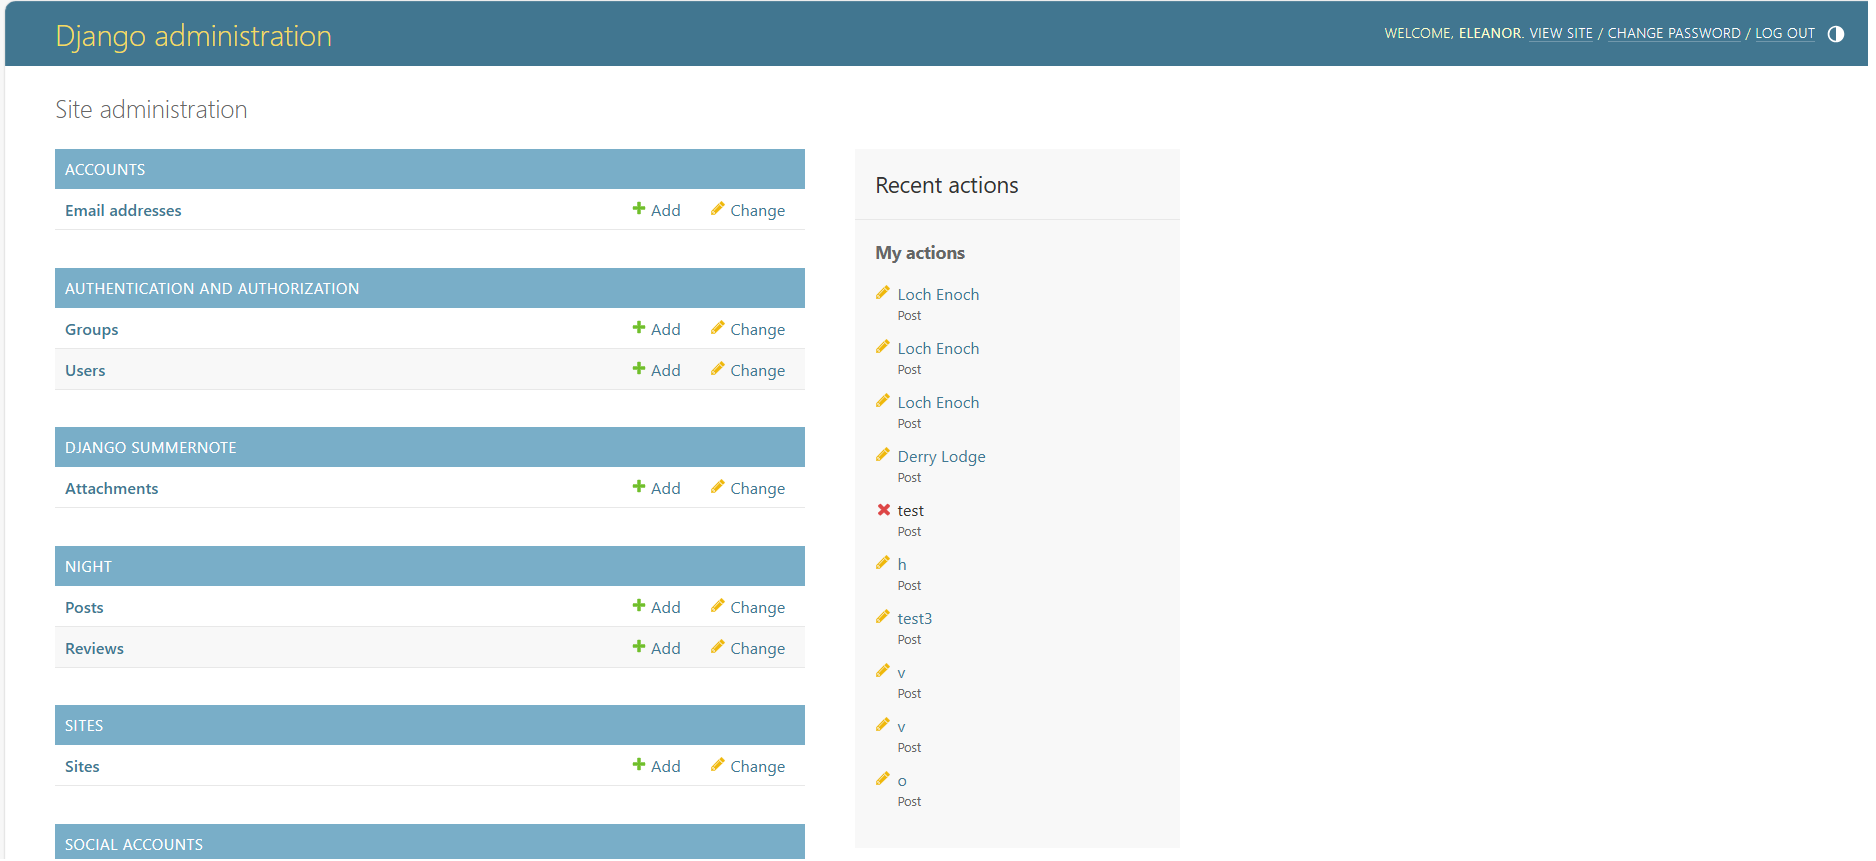 Django administration
WELCOME, ELEANOR. VIEW SITE / CHANGE PASSWORD / LOG OUT
Site administration
ACCOUNTS
Email addresses Add Change
AUTHENTICATION AND AUTHORIZATION
Groups Add Change
Users Add Change
DJANGO SUMMERNOTE
Attachments Add Change
NIGHT
Posts Add Change
Reviews Add Change
SITES
Sites Add Change
SOCIAL ACCOUNTS
Recent actions
My actions
Loch Enoch
Post
Loch Enoch
Post
Loch Enoch
Post
Derry Lodge
Post
test
Post
h
Post
test3
Post
v
Post
v
Post
o
Post